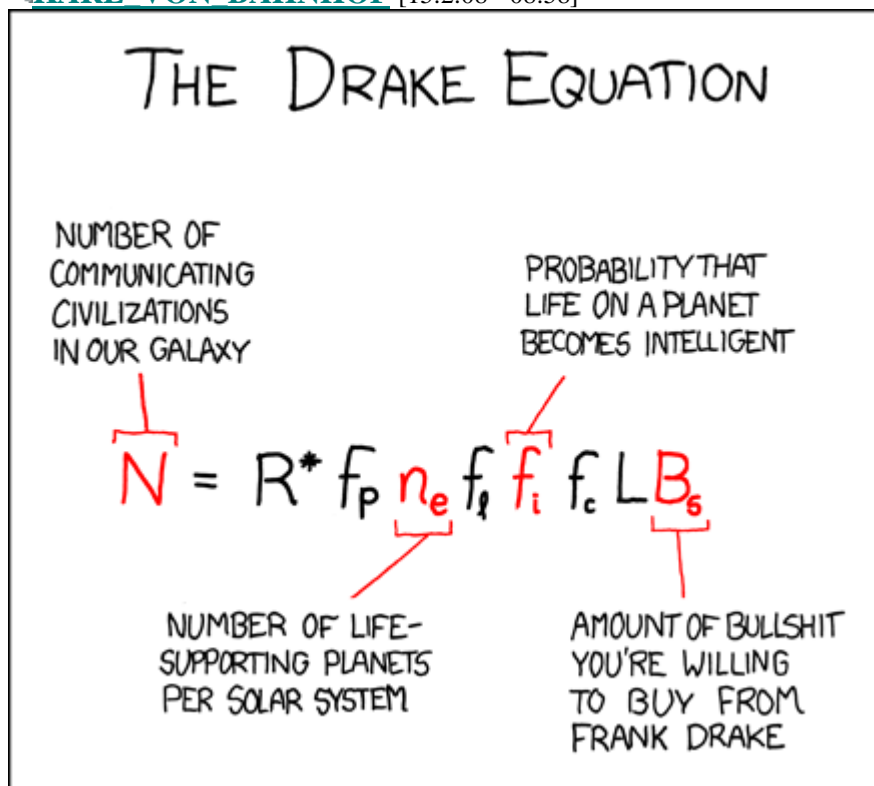 THE DRAKE EQUATION
NUMBER OF
COMMUNICATING
CIVILIZATIONS
IN OUR GALAXY
PROBABILITY THAT
LIFE ON A PLANET
BECOMES INTELLIGENT
N = R* fp ne fl fi fc L Bs
NUMBER OF LIFE-
SUPPORTING PLANETS
PER SOLAR SYSTEM
AMOUNT OF BULLSHIT
YOU'RE WILLING
TO BUY FROM
FRANK DRAKE